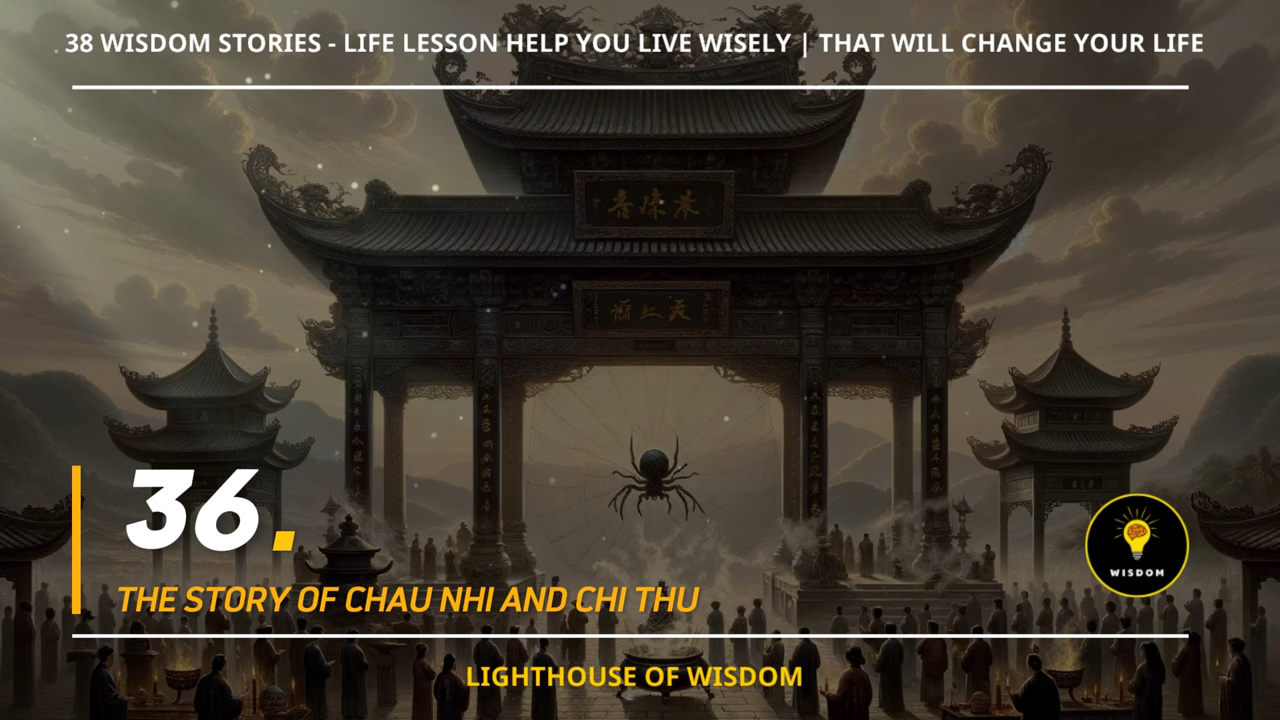 38 WISDOM STORIES - LIFE LESSON HELP YOU LIVE WISELY | THAT WILL CHANGE YOUR LIFE
36.
THE STORY OF CHAU NHI AND CHI THU
WISDOM
LIGHTHOUSE OF WISDOM